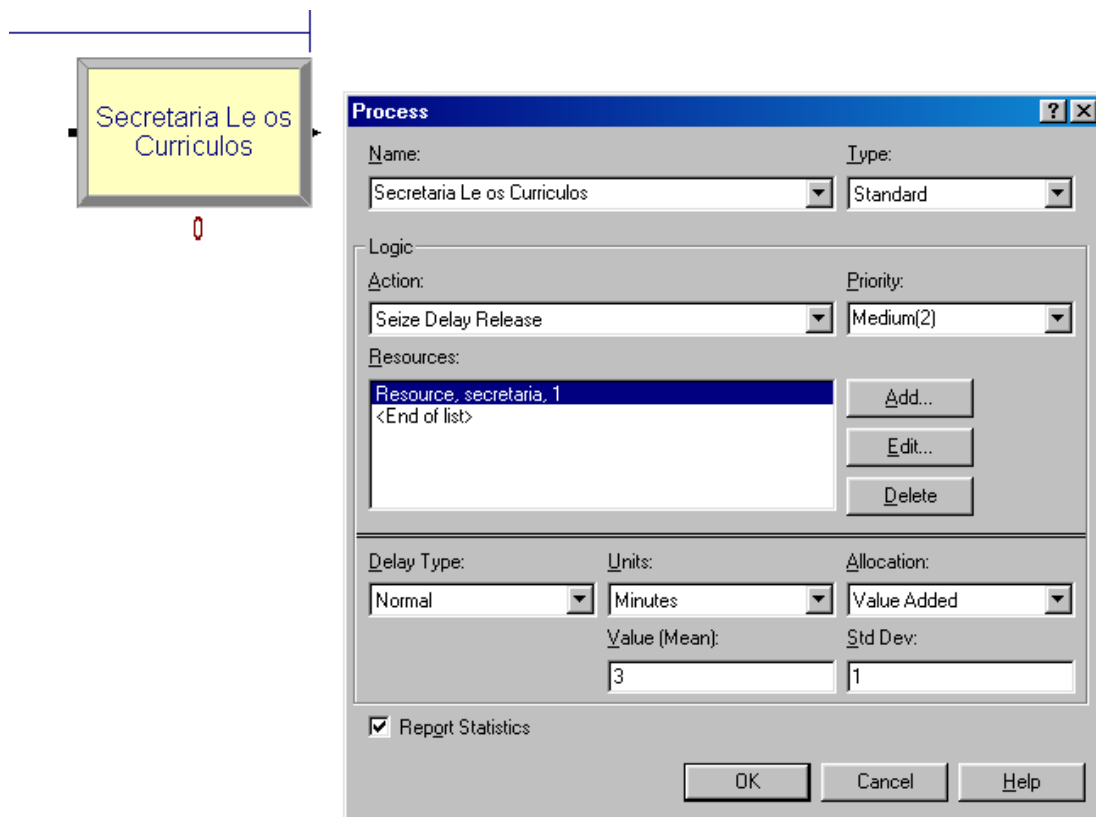 Secretaria Le os
Curriculos
0
Process
Name:
Type:
Secretaria Le os Curriculos
Standard
Logic
Action:
Priority:
Seize Delay Release
Medium(2)
Resources:
Resource, secretaria, 1
<End of list>
Add...
Edit...
Delete
Delay Type:
Units:
Allocation:
Normal
Minutes
Value Added
Value (Mean):
Std Dev:
3
1
Report Statistics
OK
Cancel
Help